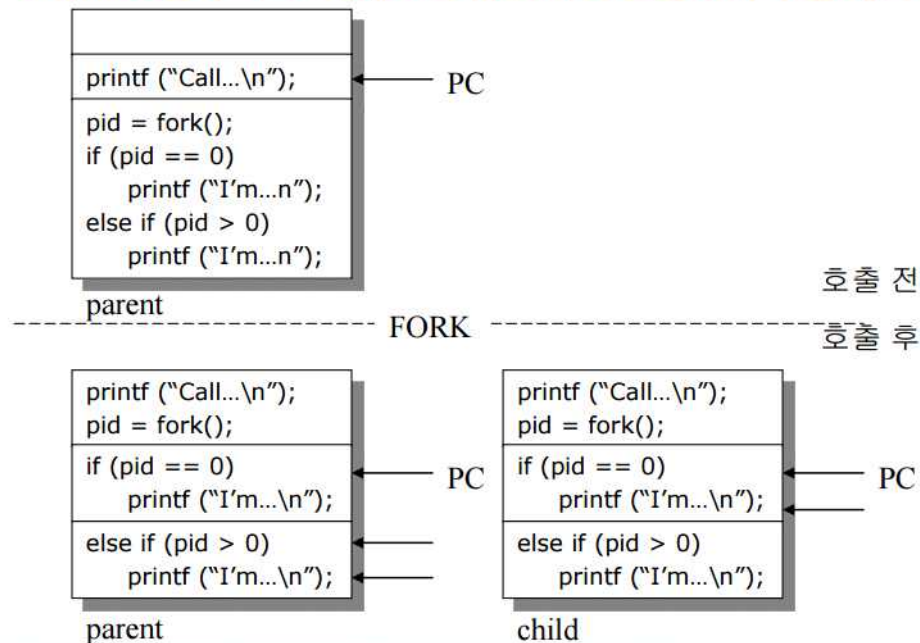 printf ("Call...\n");
PC
pid = fork();
if (pid == 0)
printf ("I'm...n");
else if (pid > 0)
printf ("I'm...n");
parent
호출 전
FORK
호출 후
printf ("Call...\n");
pid = fork();
if (pid == 0)
printf ("I'm...\n");
else if (pid > 0)
printf ("I'm...\n");
PC
parent
printf ("Call...\n");
pid = fork();
if (pid == 0)
printf ("I'm...\n");
else if (pid > 0)
printf ("I'm...\n");
PC
child